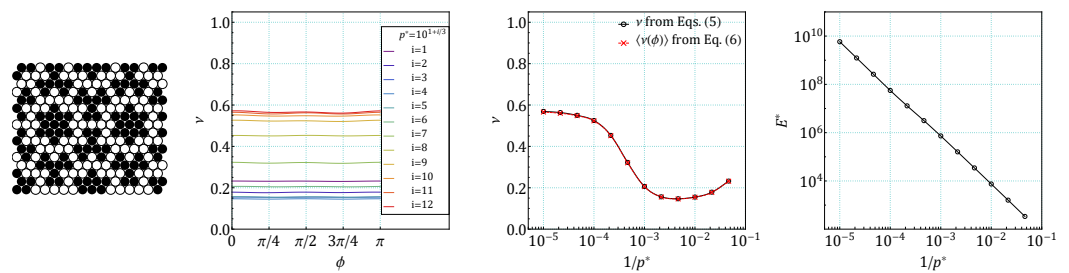 1.0
0.8
0.6
0.4
0.2
0.0
ν
0
π/4
π/2
3π/4
π
ϕ
p*=10^{1+i/3}
i=1
i=2
i=3
i=4
i=5
i=6
i=7
i=8
i=9
i=10
i=11
i=12
1.0
0.8
0.6
0.4
0.2
0.0
ν
ν from Eqs. (5)
⟨ν(ϕ)⟩ from Eq. (6)
10^{−5}
10^{−4}
10^{−3}
10^{−2}
10^{−1}
1/p*
10^{10}
10^{8}
10^{6}
10^{4}
E*
10^{−5}
10^{−4}
10^{−3}
10^{−2}
10^{−1}
1/p*